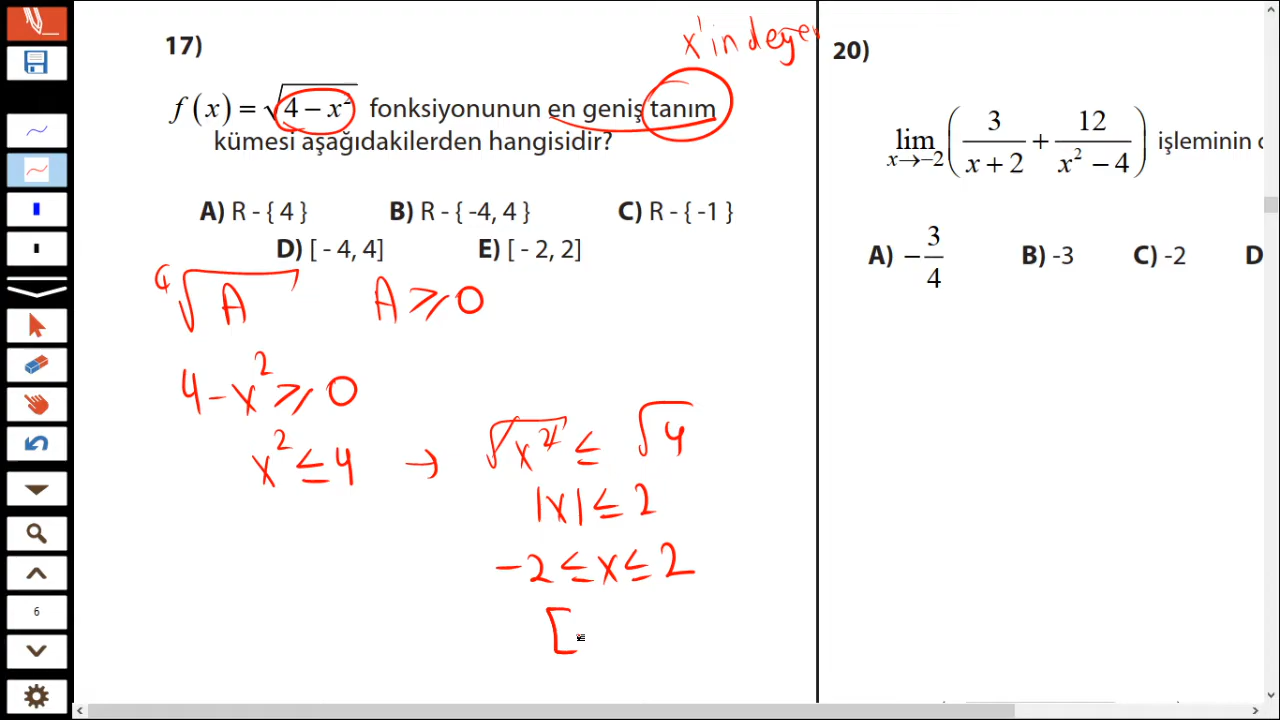 17)
x'in değer
f(x) = √(4 − x²) fonksiyonunun en geniş tanım
kümesi aşağıdakilerden hangisidir?
A) R - { 4 }   B) R - { -4, 4 }   C) R - { -1 }
D) [ - 4, 4]   E) [ - 2, 2]
√A   A ≥ 0
4 - x² ≥ 0
x² ≤ 4 → √x² ≤ √4
|x| ≤ 2
-2 ≤ x ≤ 2
[
20)
lim x→−2 ( 3/(x + 2) + 12/(x² − 4) ) işleminin
A) −3/4   B) -3   C) -2   D
6